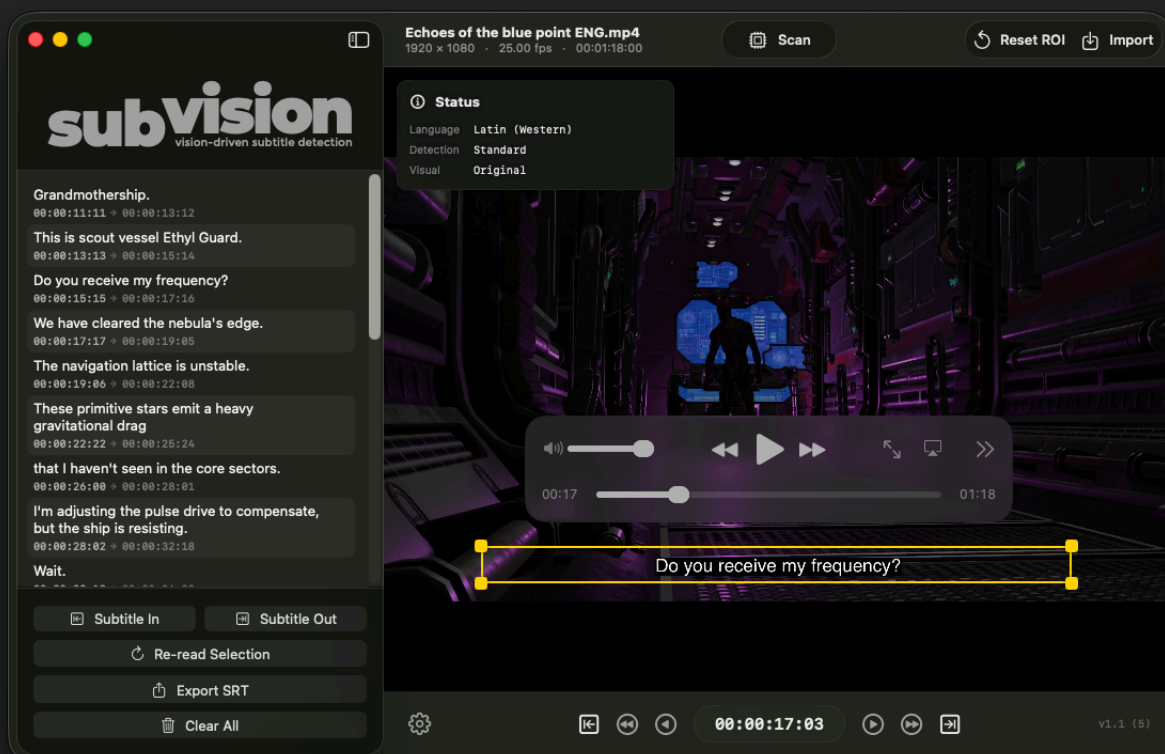 Echoes of the blue point ENG.mp4
1920 × 1080 · 25.00 fps · 00:01:18:00
Scan
Reset ROI
Import
subvision
vision-driven subtitle detection
Status
Language Latin (Western)
Detection Standard
Visual Original
Grandmothership.
00:00:11:11 → 00:00:13:12
This is scout vessel Ethyl Guard.
00:00:13:13 → 00:00:15:14
Do you receive my frequency?
00:00:15:15 → 00:00:17:16
We have cleared the nebula's edge.
00:00:17:17 → 00:00:19:05
The navigation lattice is unstable.
00:00:19:06 → 00:00:22:08
These primitive stars emit a heavy
gravitational drag
00:00:22:22 → 00:00:25:24
that I haven't seen in the core sectors.
00:00:26:00 → 00:00:28:01
I'm adjusting the pulse drive to compensate,
but the ship is resisting.
00:00:28:02 → 00:00:32:18
Wait.
Subtitle In
Subtitle Out
Re-read Selection
Export SRT
Clear All
00:17
01:18
Do you receive my frequency?
00:00:17:03
v1.1 (5)